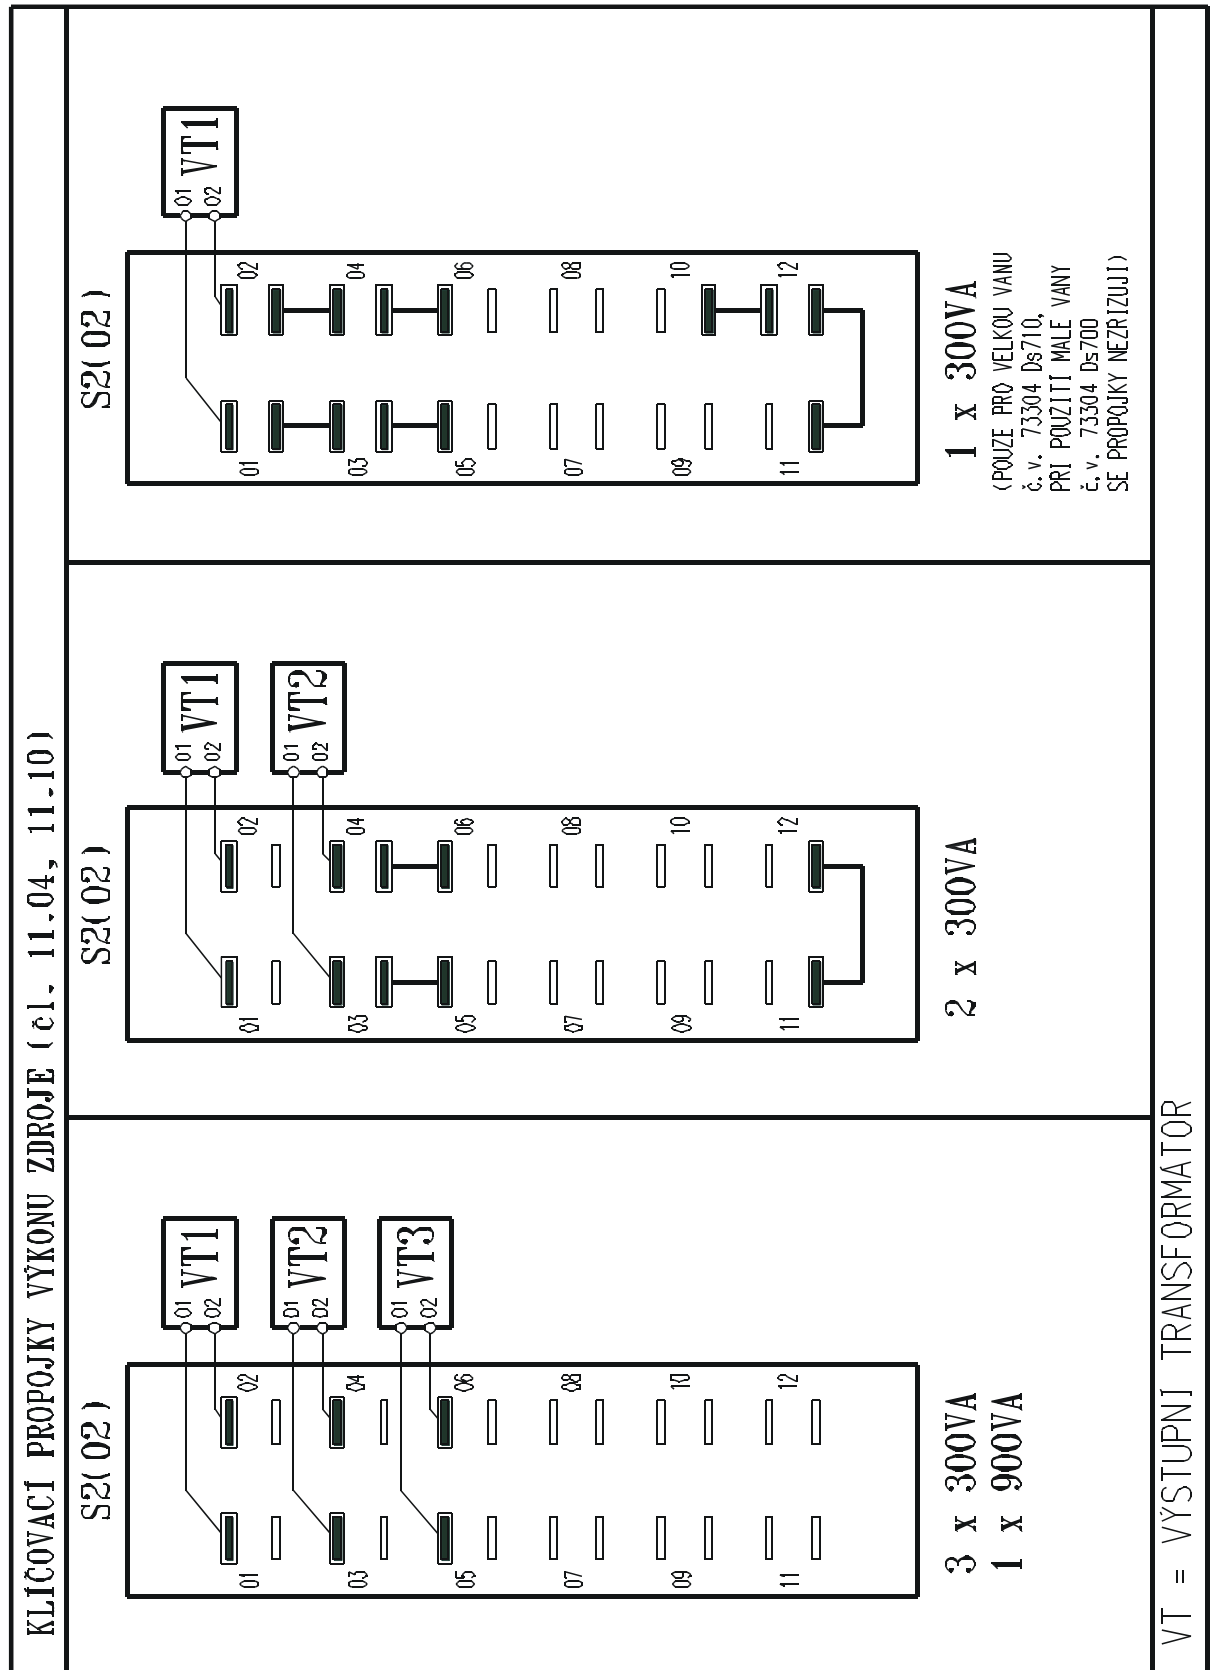 KLÍČOVACÍ PROPOJKY VÝKONU ZDROJE (čl. 11.04, 11.10)
S2(02)
VT1
01
02
VT2
01
02
VT3
01
02
01
02
03
04
05
06
07
08
09
10
11
12
3 x 300VA
1 x 900VA
S2(02)
VT1
01
02
VT2
01
02
01
02
03
04
05
06
07
08
09
10
11
12
2 x 300VA
S2(02)
VT1
01
02
01
02
03
04
05
06
07
08
09
10
11
12
1 x 300VA
(POUZE PRO VELKOU VANU
Č.v. 73304 Ds710,
PRI POUZITÍ MALE VANY
Č.v. 73304 Ds700
SE PROPOJKY NEZRIZUJI)
VT = VÝSTUPNÍ TRANSFORMÁTOR